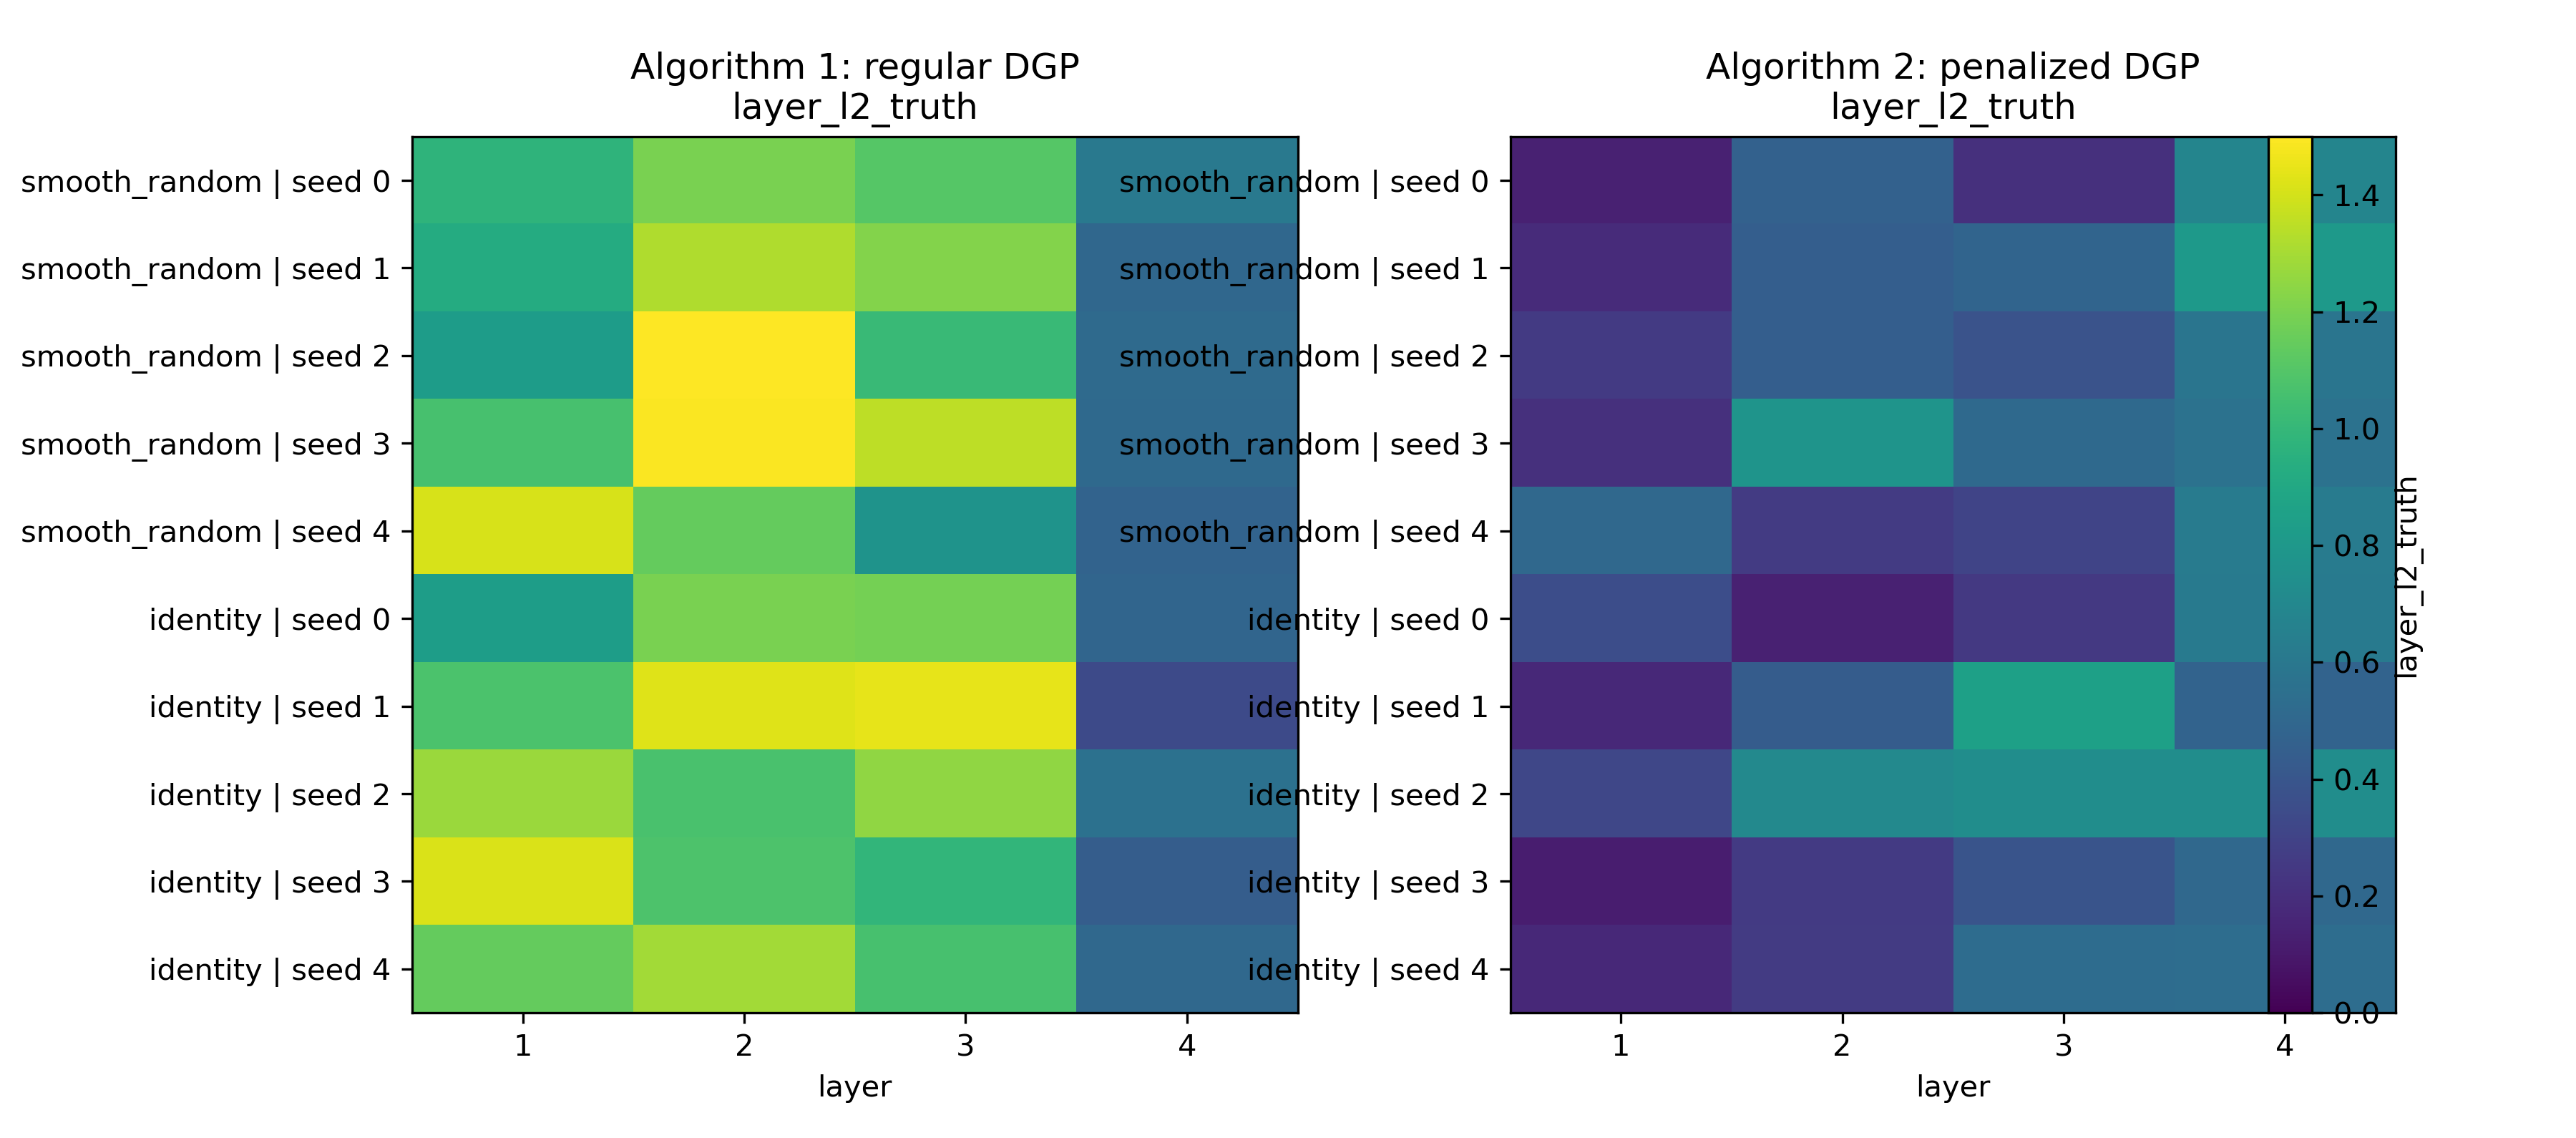 Algorithm 1: regular DGP
layer_l2_truth
smooth_random | seed 0
smooth_random | seed 1
smooth_random | seed 2
smooth_random | seed 3
smooth_random | seed 4
identity | seed 0
identity | seed 1
identity | seed 2
identity | seed 3
identity | seed 4
1 2 3 4
layer
Algorithm 2: penalized DGP
layer_l2_truth
smooth_random | seed 0
smooth_random | seed 1
smooth_random | seed 2
smooth_random | seed 3
smooth_random | seed 4
identity | seed 0
identity | seed 1
identity | seed 2
identity | seed 3
identity | seed 4
1 2 3 4
layer
1.4
1.2
1.0
0.8
0.6
0.4
0.2
0.0
layer_l2_truth